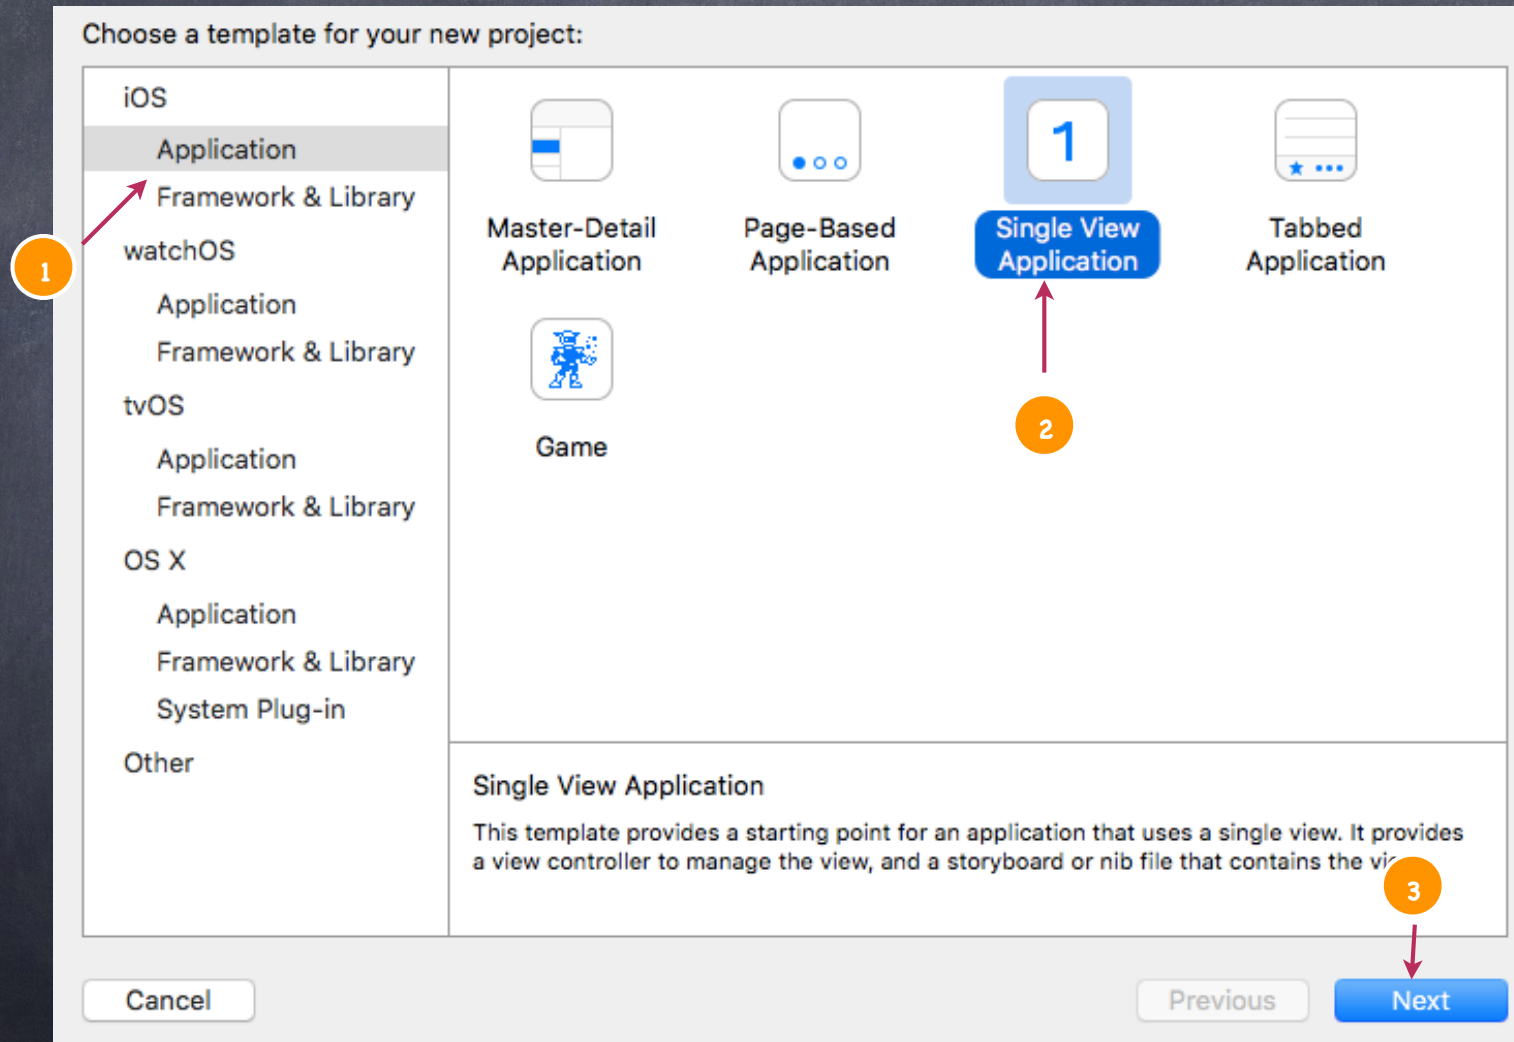 Choose a template for your new project:
iOS
Application
Framework & Library
watchOS
Application
Framework & Library
tvOS
Application
Framework & Library
OS X
Application
Framework & Library
System Plug-in
Other
1
1
Master-Detail
Application
Page-Based
Application
Single View
Application
Tabbed
Application
2
Game
Single View Application
This template provides a starting point for an application that uses a single view. It provides
a view controller to manage the view, and a storyboard or nib file that contains the
3
Cancel
Previous
Next